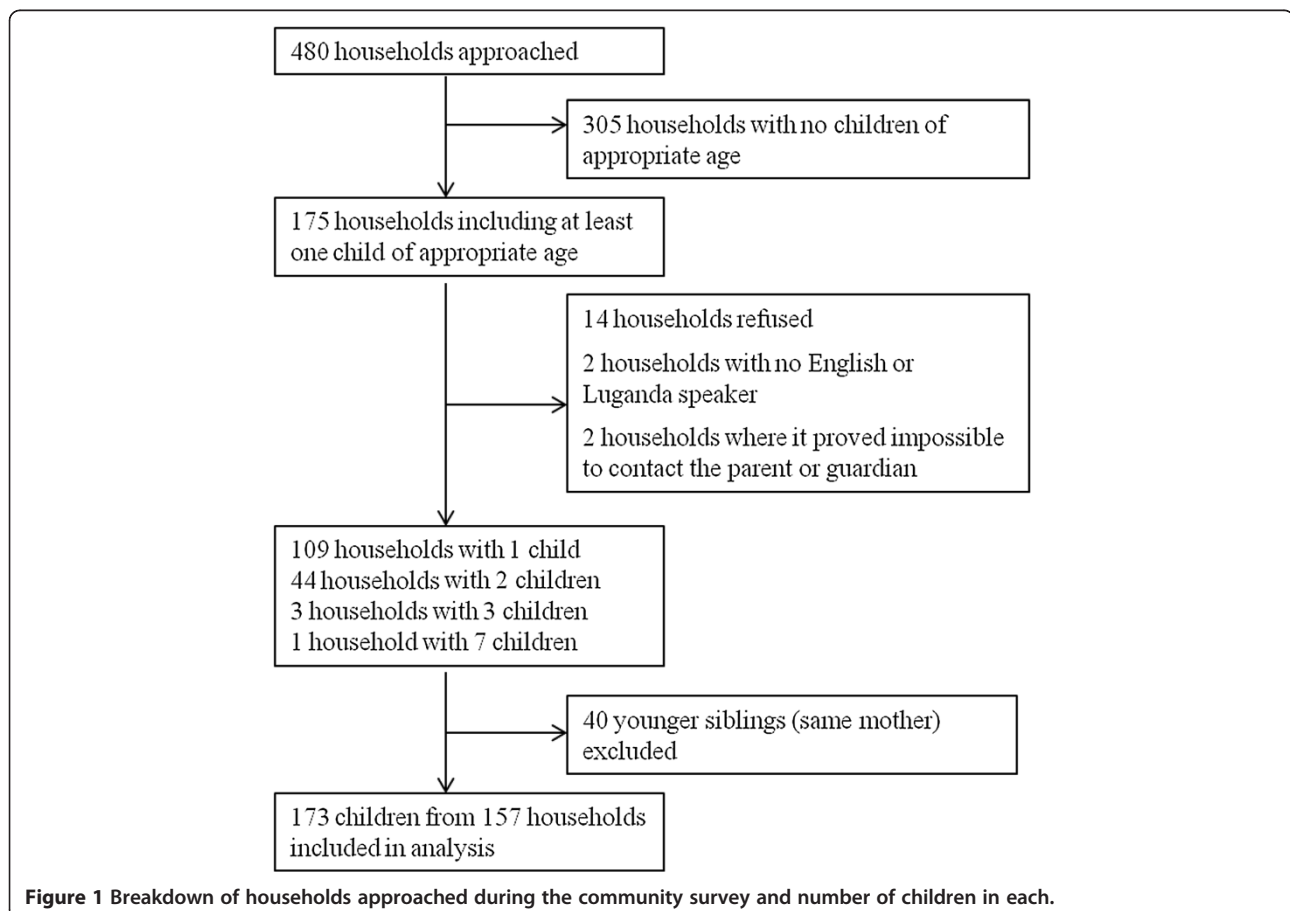 480 households approached
305 households with no children of
appropriate age
175 households including at least
one child of appropriate age
14 households refused
2 households with no English or
Luganda speaker
2 households where it proved impossible
to contact the parent or guardian
109 households with 1 child
44 households with 2 children
3 households with 3 children
1 household with 7 children
40 younger siblings (same mother)
excluded
173 children from 157 households
included in analysis
Figure 1 Breakdown of households approached during the community survey and number of children in each.